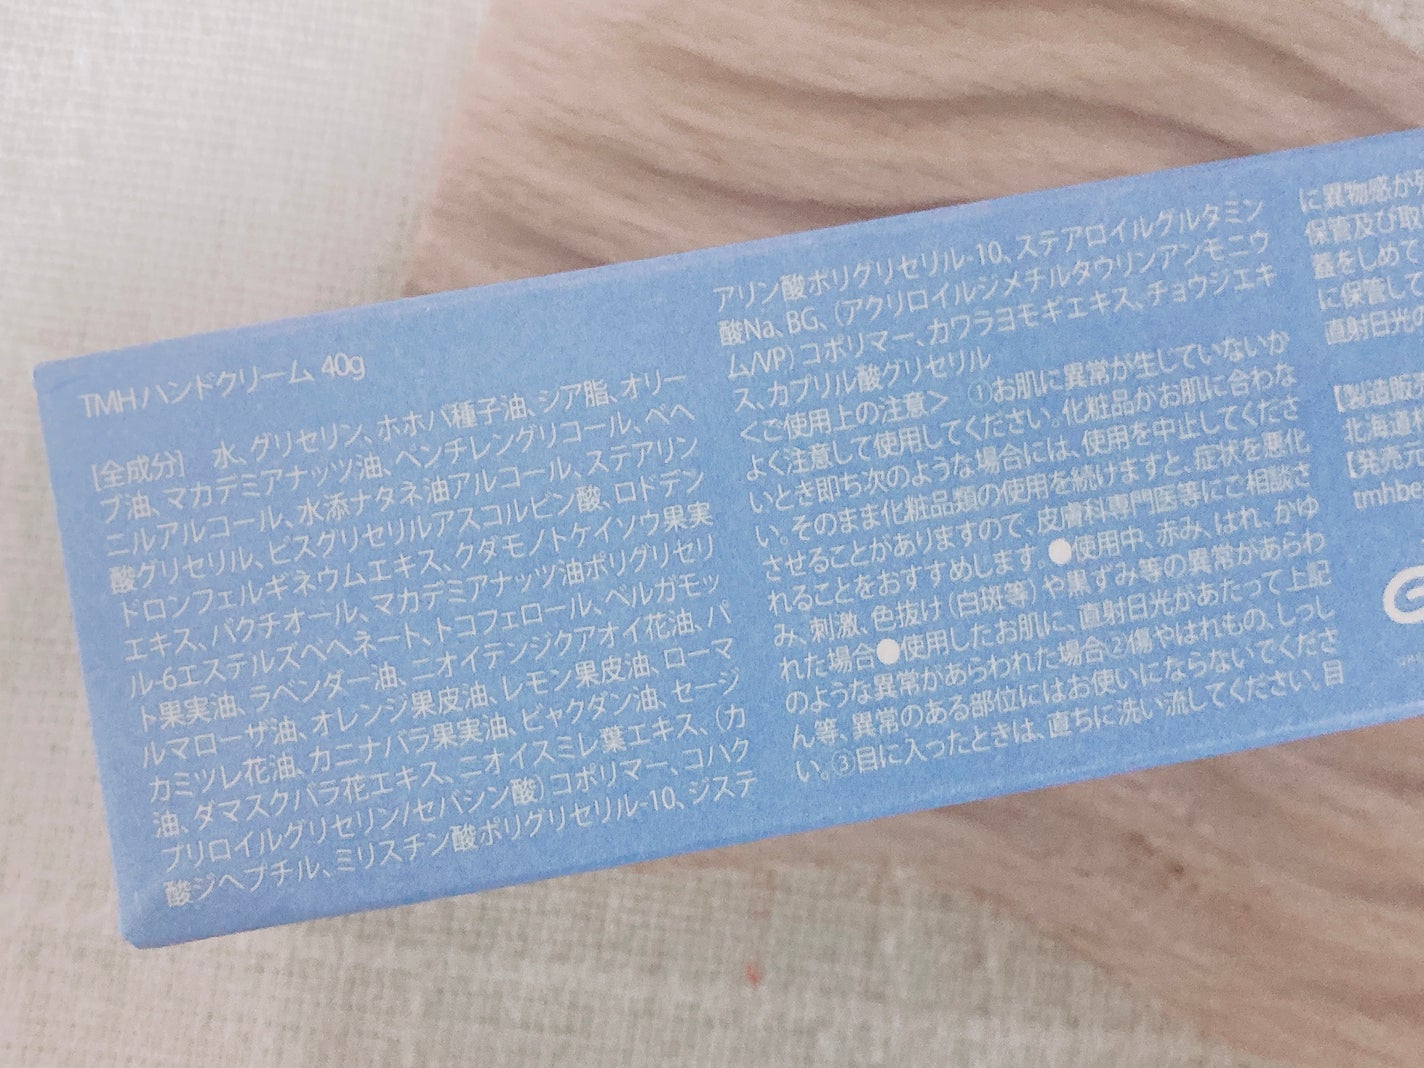 TMH ハンドクリーム 40g
[全成分] 水、グリセリン、ホホバ種子油、シア脂、オリー
ブ油、マカデミアナッツ油、ペンチレングリコール、ベヘ
ニルアルコール、水添ナタネ油アルコール、ステアリン
酸グリセリル、ビスグリセリルアスコルビン酸、ロドデン
ドロンフェルギネウムエキス、クダモノトケイソウ果実
エキス、バクチオール、マカデミアナッツ油ポリグリセリ
ル-6エステルズベヘネート、トコフェロール、ベルガモッ
ト果実油、ラベンダー油、ニオイテンジクアオイ花油、パ
ルマローザ油、オレンジ果皮油、レモン果皮油、ローマ
カミツレ花油、カニナバラ果実油、ビャクダン油、セージ
油、ダマスクバラ花エキス、ニオイスミレ葉エキス、(カ
プリロイルグリセリン/セバシン酸)コポリマー、コハク
酸ジヘプチル、ミリスチン酸ポリグリセリル-10、ジステ
アリン酸ポリグリセリル-10、ステアロイルグルタミン
酸Na、BG、(アクリロイルジメチルタウリンアンモニウ
ム/VP)コポリマー、カワラヨモギエキス、チョウジエキ
ス、カプリル酸グリセリル
<ご使用上の注意> ①お肌に異常が生じていないか
よく注意して使用してください。化粧品がお肌に合わな
いとき即ち次のような場合には、使用を中止してくださ
い。そのまま化粧品類の使用を続けますと、症状を悪化
させることがありますので、皮膚科専門医等にご相談さ
れることをおすすめします。●使用中、赤み、はれ、かゆ
み、刺激、色抜け(白斑等)や黒ずみ等の異常があらわ
れた場合●使用したお肌に、直射日光があたって上記
のような異常があらわれた場合②傷やはれもの、しっし
ん等、異常のある部位にはお使いにならないでくださ
い。③目に入ったときは、直ちに洗い流してください。目
に異物感が
保管及び取
蓋をしめて
に保管して
直射日光の
【製造販売
北海道
【発売元
tmhbe